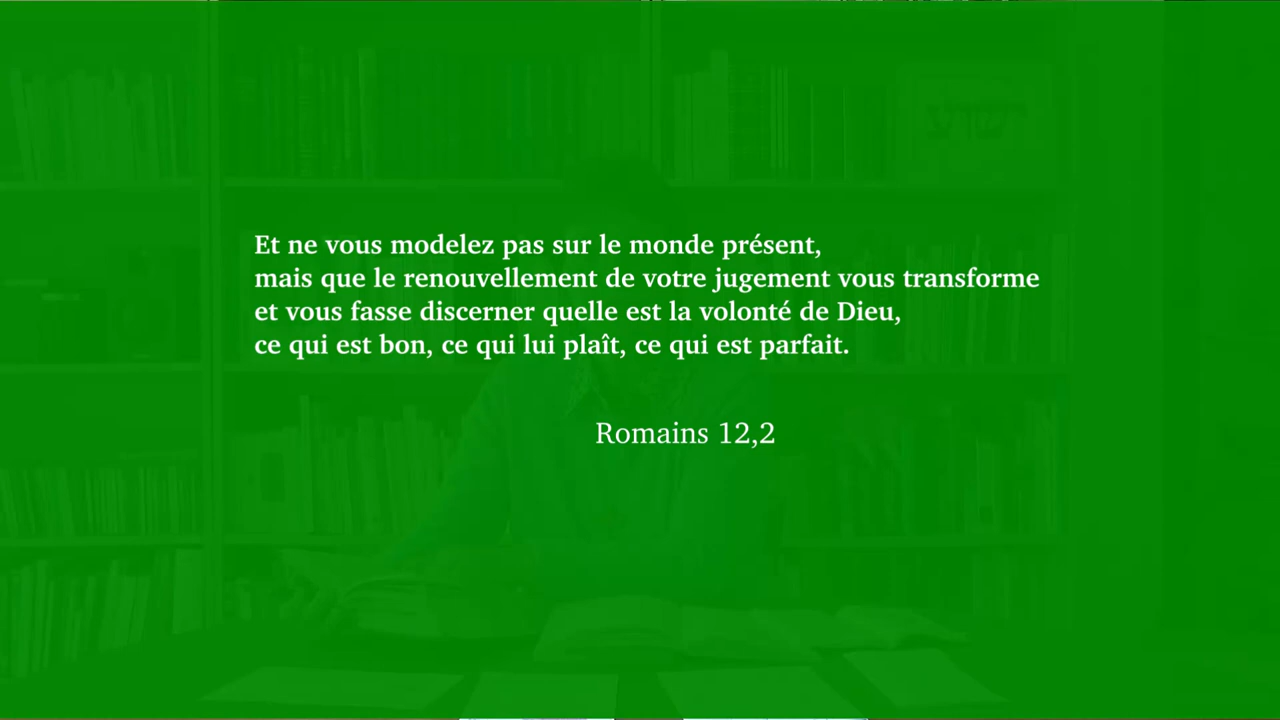 Et ne vous modelez pas sur le monde présent,
mais que le renouvellement de votre jugement vous transforme
et vous fasse discerner quelle est la volonté de Dieu,
ce qui est bon, ce qui lui plaît, ce qui est parfait.
Romains 12,2